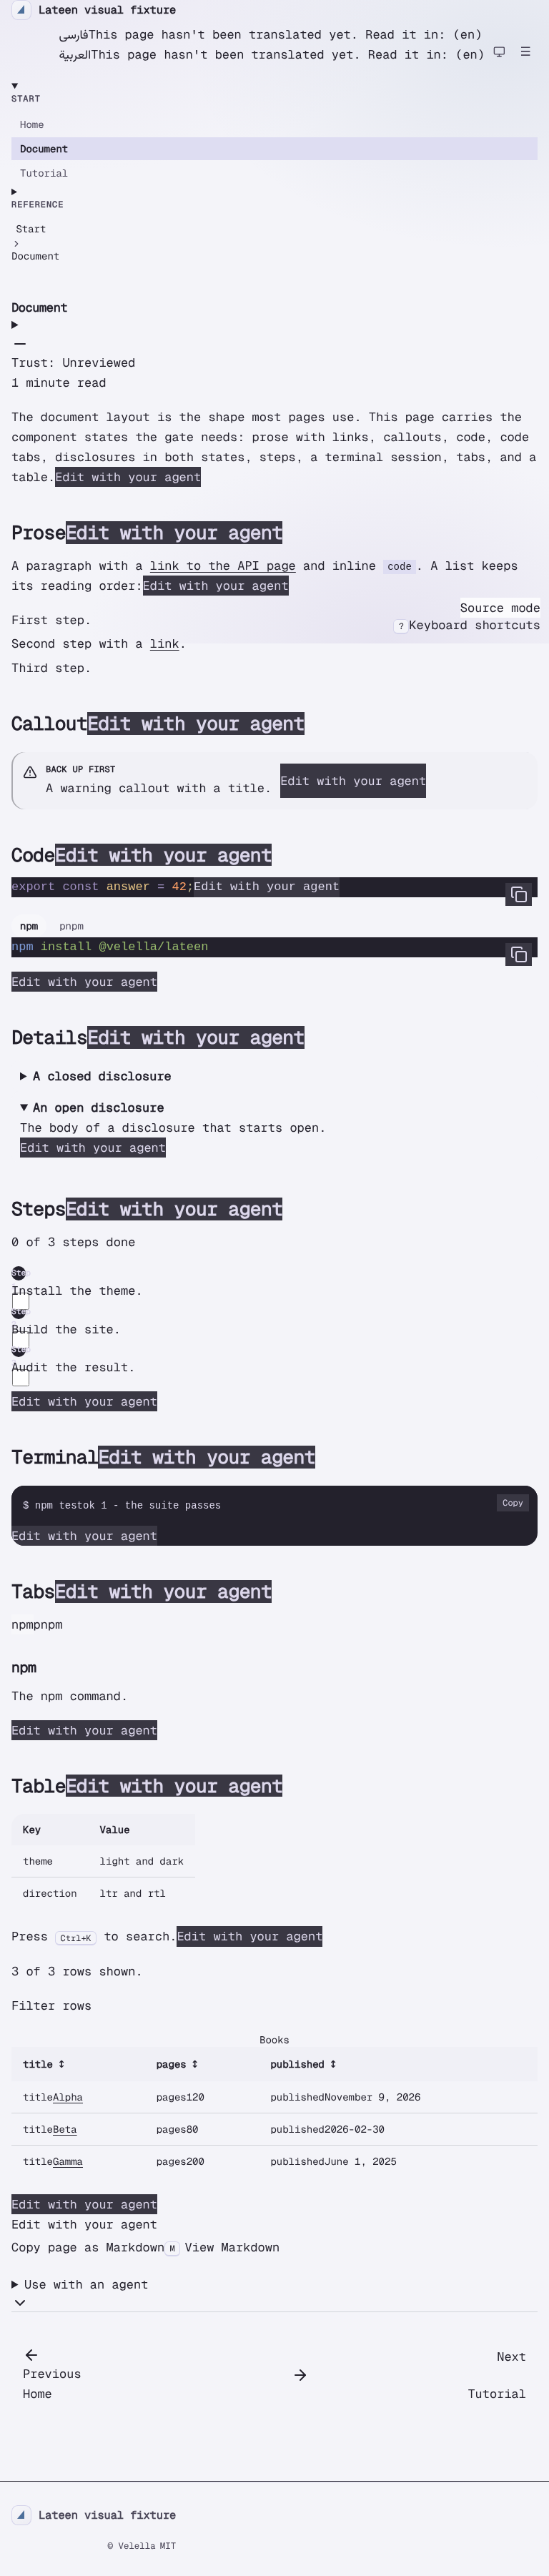 Lateen visual fixture
فارسیThis page hasn't been translated yet. Read it in: (en)
العربيةThis page hasn't been translated yet. Read it in: (en)
START
Home
Document
Tutorial
REFERENCE
Start
Document
Document
Trust: Unreviewed
1 minute read
The document layout is the shape most pages use. This page carries the
component states the gate needs: prose with links, callouts, code, code
tabs, disclosures in both states, steps, a terminal session, tabs, and a
table.Edit with your agent
ProseEdit with your agent
A paragraph with a link to the API page and inline code. A list keeps
its reading order:Edit with your agent
Source mode
?Keyboard shortcuts
First step.
Second step with a link.
Third step.
CalloutEdit with your agent
BACK UP FIRST
A warning callout with a title. Edit with your agent
CodeEdit with your agent
export const answer = 42;Edit with your agent
npm pnpm
npm install @velella/lateen
Edit with your agent
DetailsEdit with your agent
A closed disclosure
An open disclosure
The body of a disclosure that starts open.
Edit with your agent
StepsEdit with your agent
0 of 3 steps done
Step
Install the theme.
Step
Build the site.
Step
Audit the result.
Edit with your agent
TerminalEdit with your agent
$ npm testok 1 - the suite passes
Copy
Edit with your agent
TabsEdit with your agent
npmpnpm
npm
The npm command.
Edit with your agent
TableEdit with your agent
Key Value
theme light and dark
direction ltr and rtl
Press Ctrl+K to search.Edit with your agent
3 of 3 rows shown.
Filter rows
Books
title ↕ pages ↕ published ↕
titleAlpha pages120 publishedNovember 9, 2026
titleBeta pages80 published2026-02-30
titleGamma pages200 publishedJune 1, 2025
Edit with your agent
Edit with your agent
Copy page as Markdown M View Markdown
Use with an agent
Previous
Home
Next
Tutorial
Lateen visual fixture
© Velella MIT